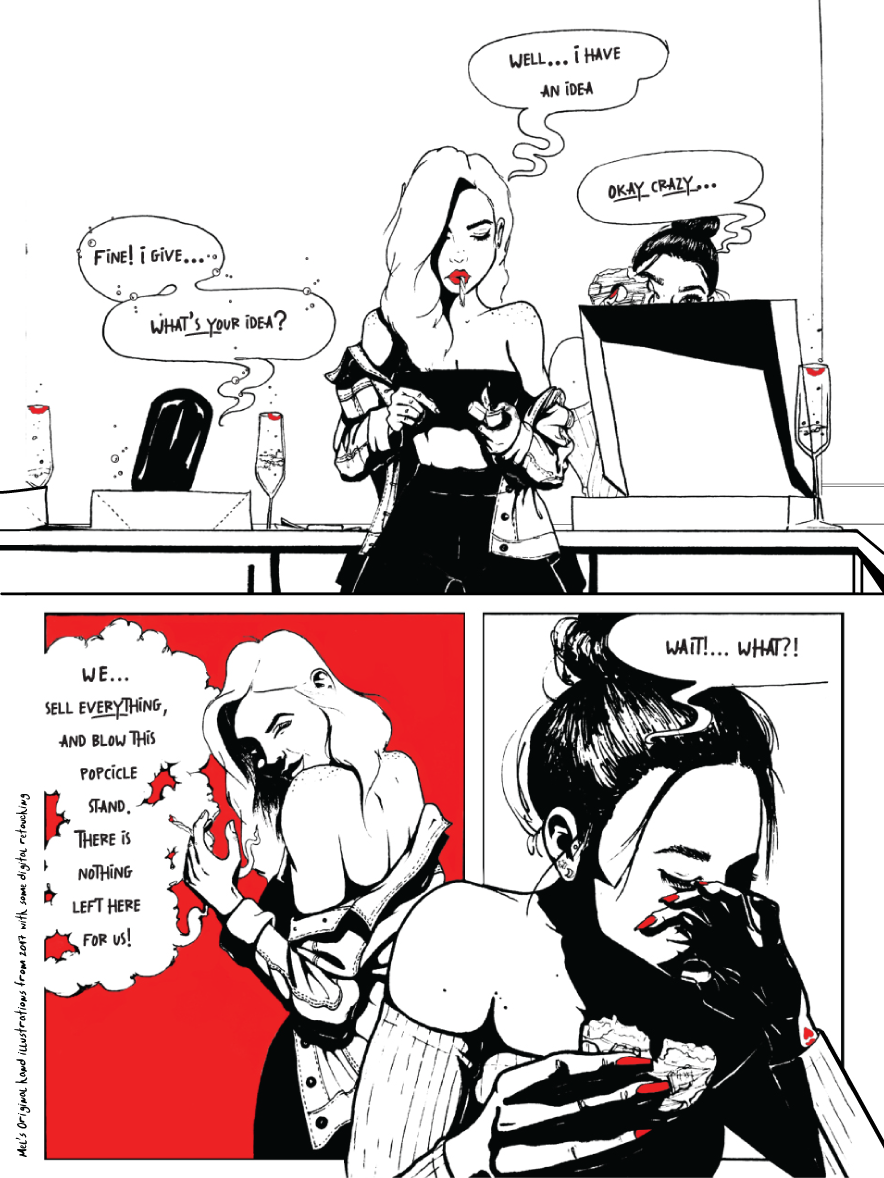 WELL... i HAVE
AN iDEA
OKAY CRAZY...
FiNE! i GiVE...
WHAT'S YOUR iDEA?
WE...
SELL EVERYTHING,
AND BLOW THiS
POPCiCLE
STAND.
THERE iS
NOTHiNG
LEFT HERE
FOR US!
WAiT!... WHAT?!
Mel's Original hand illustrations from 2017 with some digital retouching